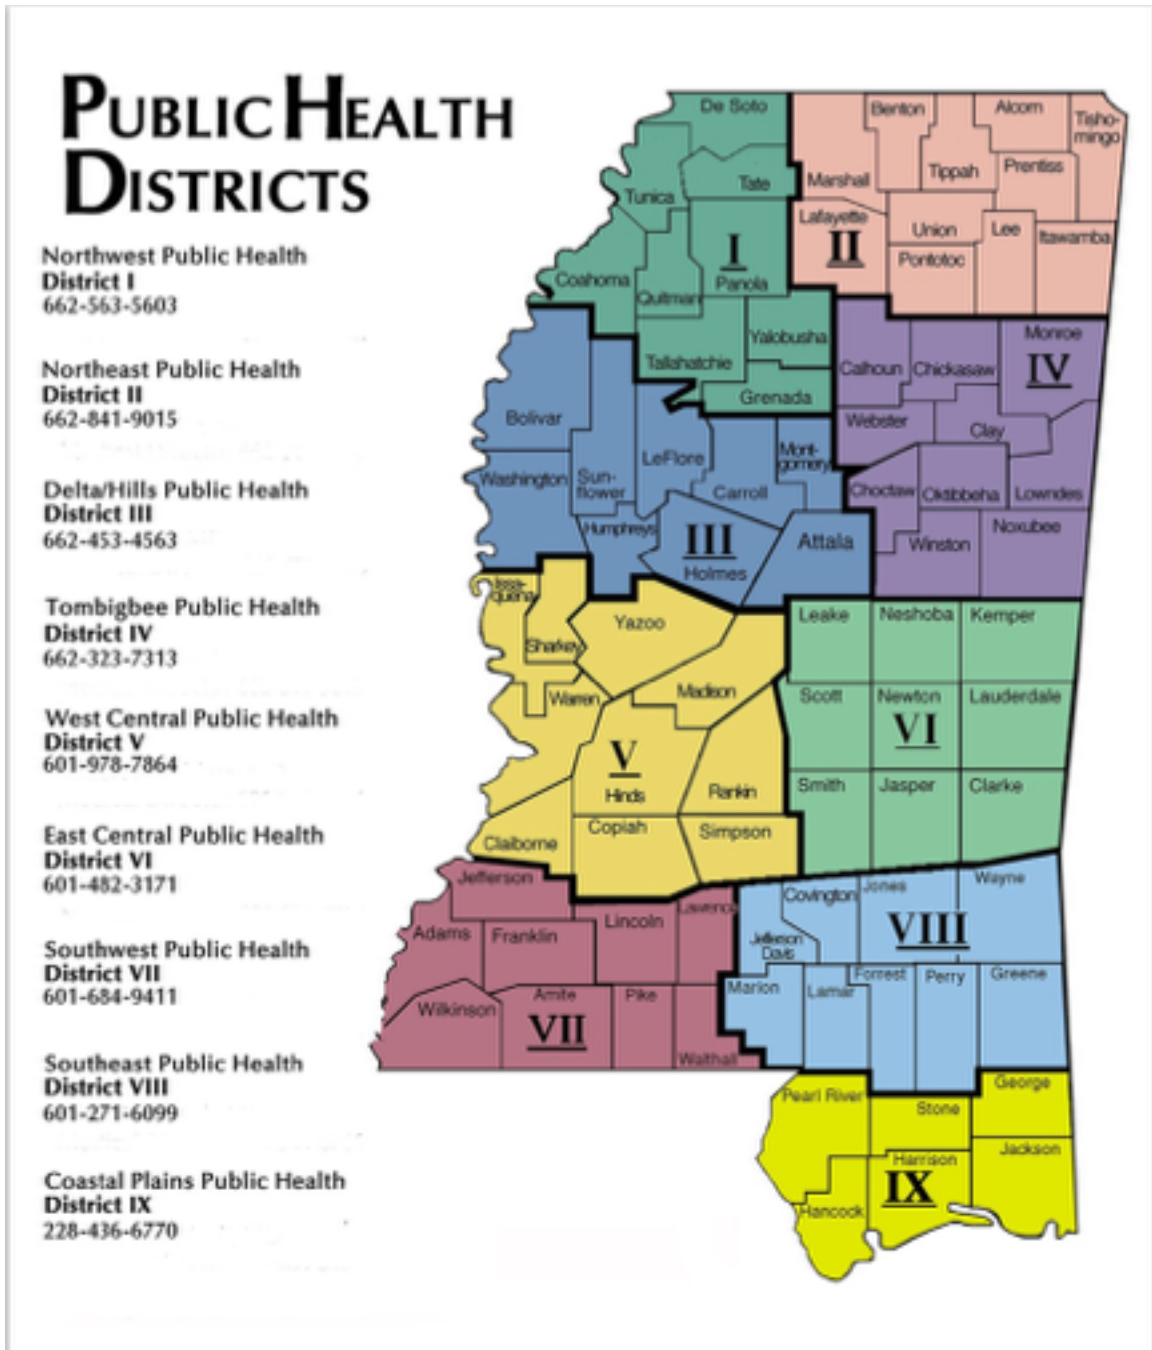 PUBLIC HEALTH
DISTRICTS
Northwest Public Health
District I
662-563-5603
Northeast Public Health
District II
662-841-9015
Delta/Hills Public Health
District III
662-453-4563
Tombigbee Public Health
District IV
662-323-7313
West Central Public Health
District V
601-978-7864
East Central Public Health
District VI
601-482-3171
Southwest Public Health
District VII
601-684-9411
Southeast Public Health
District VIII
601-271-6099
Coastal Plains Public Health
District IX
228-436-6770
De Soto
Tunica
Tate
I
Panola
Coahoma
Quitman
Tallahatchie
Yalobusha
Grenada
Benton
Alcorn
Tisho-
mingo
Marshall
Tippah
Prentiss
Lafayette
II
Union
Lee
Itawamba
Pontotoc
Bolivar
Washington
Sun-
flower
LeFlore
Carroll
Mont-
gomery
Humphreys
III
Holmes
Attala
Monroe
IV
Calhoun
Chickasaw
Webster
Clay
Choctaw
Oktibbeha
Lowndes
Winston
Noxubee
Issa-
quena
Sharkey
Yazoo
Warren
Madison
V
Hinds
Rankin
Claiborne
Copiah
Simpson
Leake
Neshoba
Kemper
Scott
Newton
Lauderdale
VI
Smith
Jasper
Clarke
Jefferson
Adams
Franklin
Lincoln
Lawrence
Wilkinson
Amite
VII
Pike
Walthall
Covington
Jones
Wayne
VIII
Jefferson
Davis
Marion
Lamar
Forrest
Perry
Greene
Pearl River
Stone
George
Harrison
IX
Jackson
Hancock